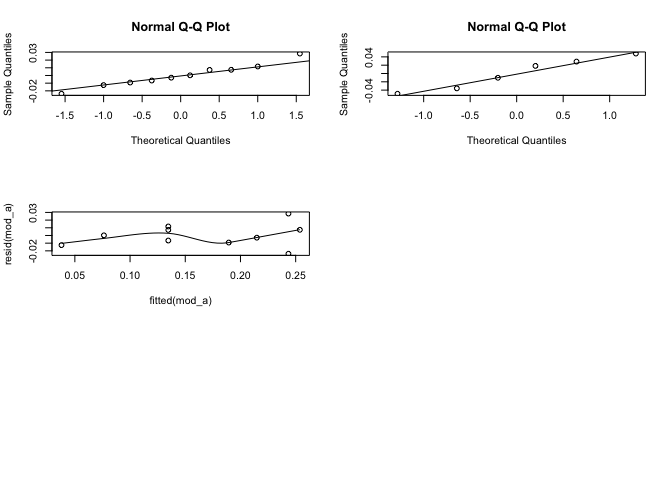 Normal Q-Q Plot
Sample Quantiles
-0.02 0.03
-1.5 -1.0 -0.5 0.0 0.5 1.0 1.5
Theoretical Quantiles
Normal Q-Q Plot
Sample Quantiles
-0.04 0.04
-1.0 -0.5 0.0 0.5 1.0
Theoretical Quantiles
resid(mod_a)
-0.02 0.03
0.05 0.10 0.15 0.20 0.25
fitted(mod_a)